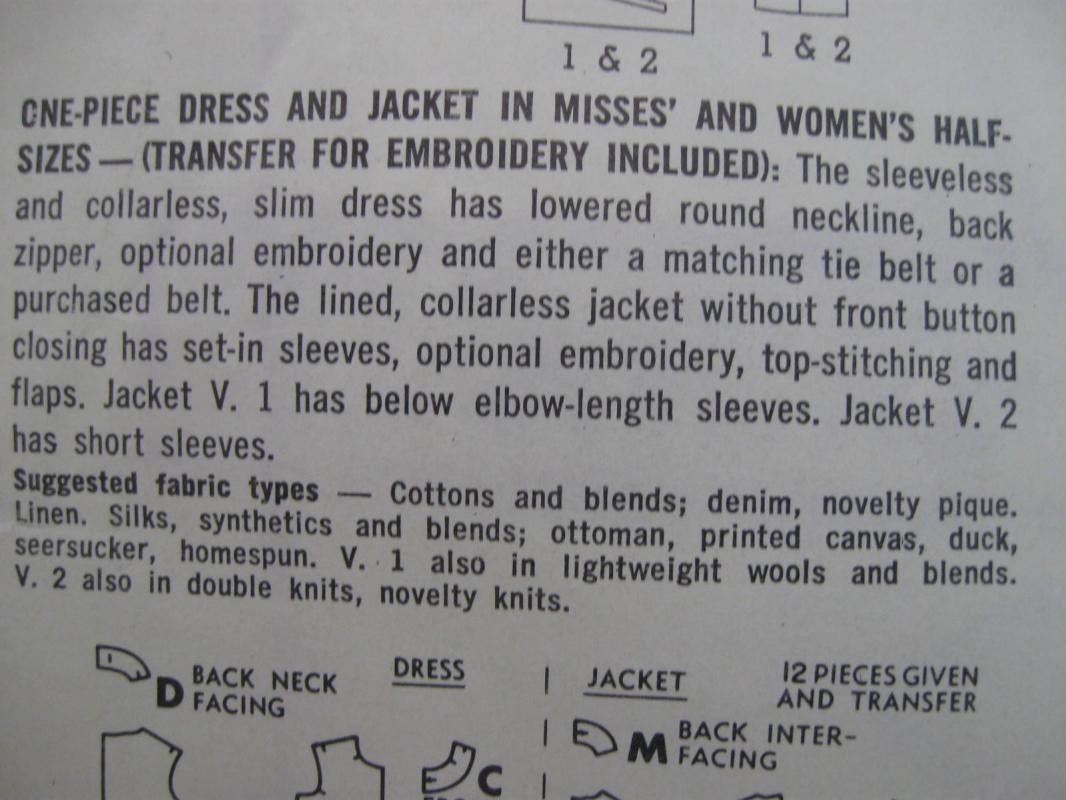 1 & 2
1 & 2
ONE-PIECE DRESS AND JACKET IN MISSES' AND WOMEN'S HALF-
SIZES — (TRANSFER FOR EMBROIDERY INCLUDED): The sleeveless
and collarless, slim dress has lowered round neckline, back
zipper, optional embroidery and either a matching tie belt or a
purchased belt. The lined, collarless jacket without front button
closing has set-in sleeves, optional embroidery, top-stitching and
flaps. Jacket V. 1 has below elbow-length sleeves. Jacket V. 2
has short sleeves.
Suggested fabric types — Cottons and blends; denim, novelty pique.
Linen. Silks, synthetics and blends; ottoman, printed canvas, duck,
seersucker, homespun. V. 1 also in lightweight wools and blends.
V. 2 also in double knits, novelty knits.
D BACK NECK
FACING
DRESS
JACKET
12 PIECES GIVEN
AND TRANSFER
M BACK INTER-
FACING
C